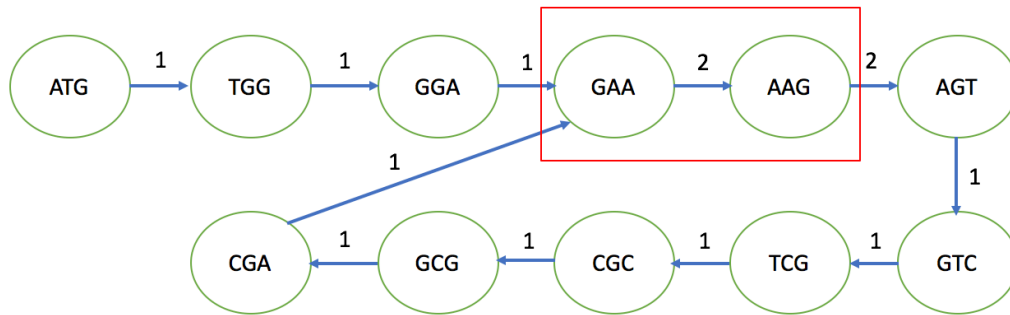 1 1 1 2 2
ATG TGG GGA GAA AAG AGT
1 1
1 1 1 1
CGA GCG CGC TCG GTC